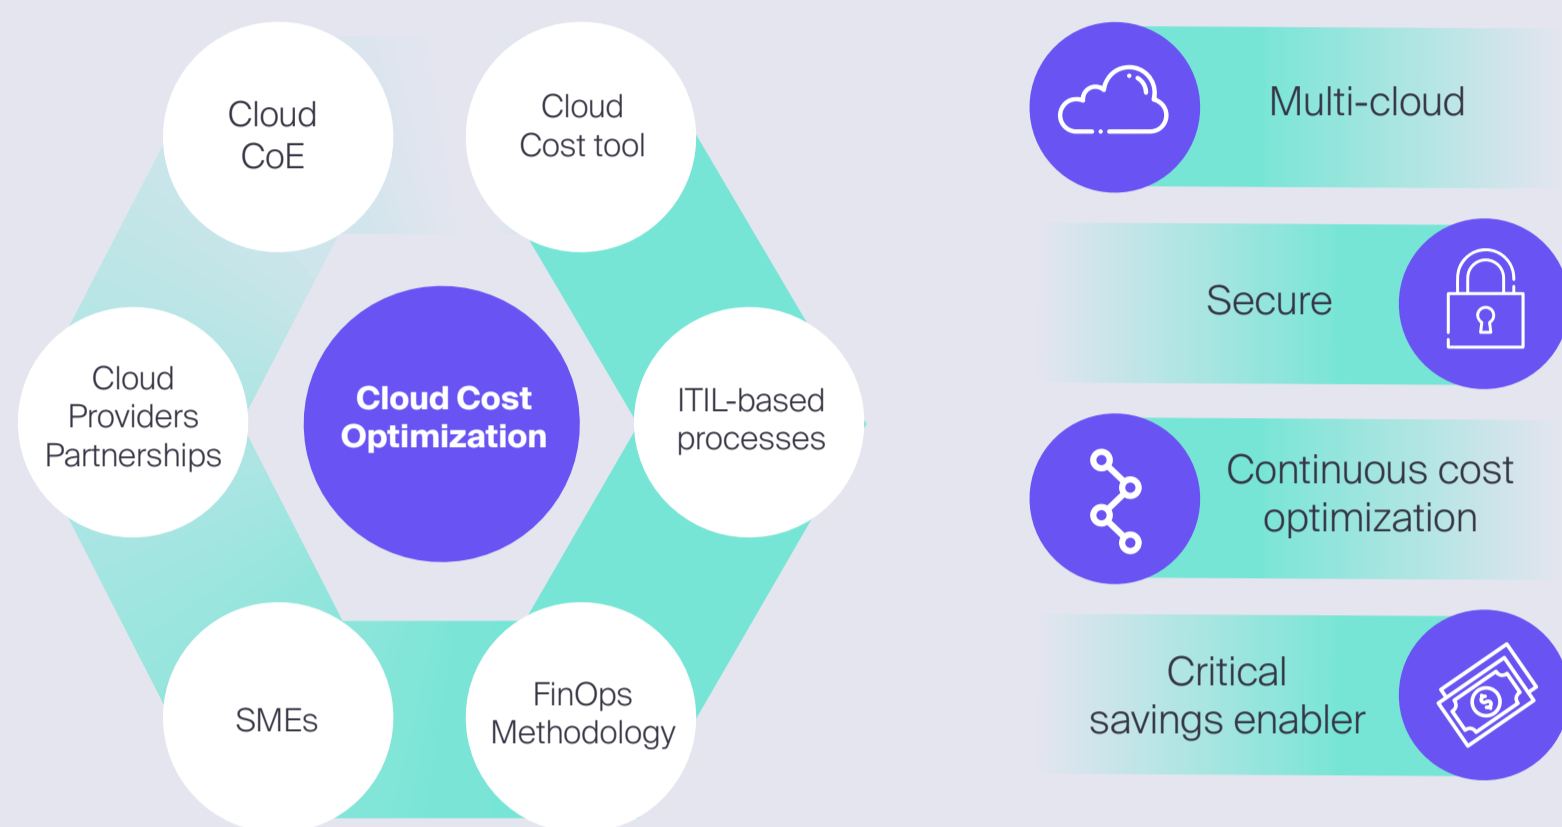 Cloud
CoE
Cloud
Cost tool
Cloud
Providers
Partnerships
Cloud Cost
Optimization
ITIL-based
processes
SMEs
FinOps
Methodology
Multi-cloud
Secure
Continuous cost
optimization
Critical
savings enabler